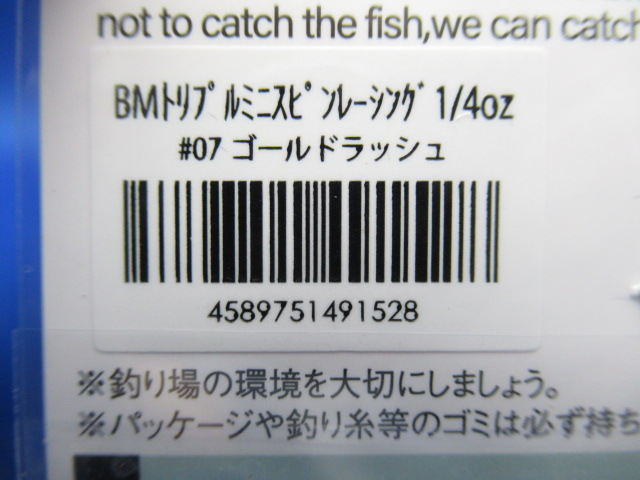 not to catch the fish,we can catch
BMﾄﾘﾌﾟﾙﾐﾆｽﾋﾟﾝﾚｰｼﾝｸﾞ 1/4oz
#07 ゴールドラッシュ
4589751491528
※釣り場の環境を大切にしましょう。
※パッケージや釣り糸等のゴミは必ず持ち